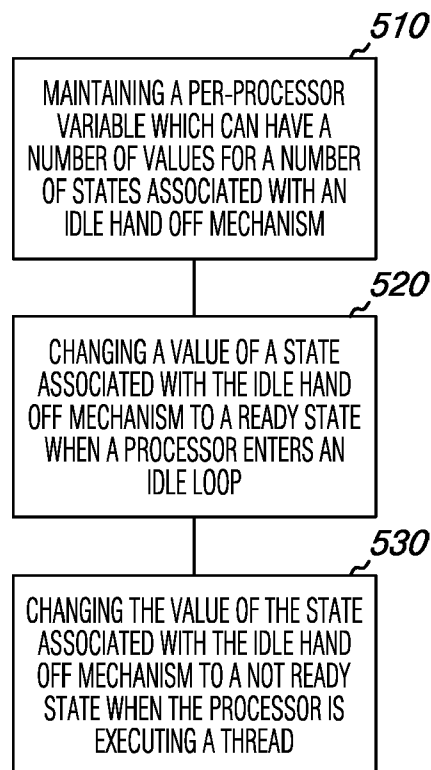 510
MAINTAINING A PER-PROCESSOR
VARIABLE WHICH CAN HAVE A
NUMBER OF VALUES FOR A NUMBER
OF STATES ASSOCIATED WITH AN
IDLE HAND OFF MECHANISM
520
CHANGING A VALUE OF A STATE
ASSOCIATED WITH THE IDLE HAND
OFF MECHANISM TO A READY STATE
WHEN A PROCESSOR ENTERS AN
IDLE LOOP
530
CHANGING THE VALUE OF THE STATE
ASSOCIATED WITH THE IDLE HAND
OFF MECHANISM TO A NOT READY
STATE WHEN THE PROCESSOR IS
EXECUTING A THREAD